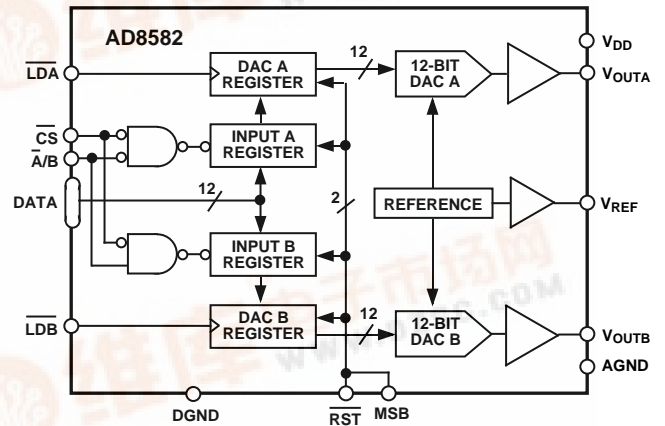 AD8582
VDD
LDA
DAC A
REGISTER
12
12-BIT
DAC A
VOUTA
CS
A/B
INPUT A
REGISTER
DATA
12
2
REFERENCE
VREF
INPUT B
REGISTER
LDB
DAC B
REGISTER
12
12-BIT
DAC B
VOUTB
AGND
DGND
RST
MSB